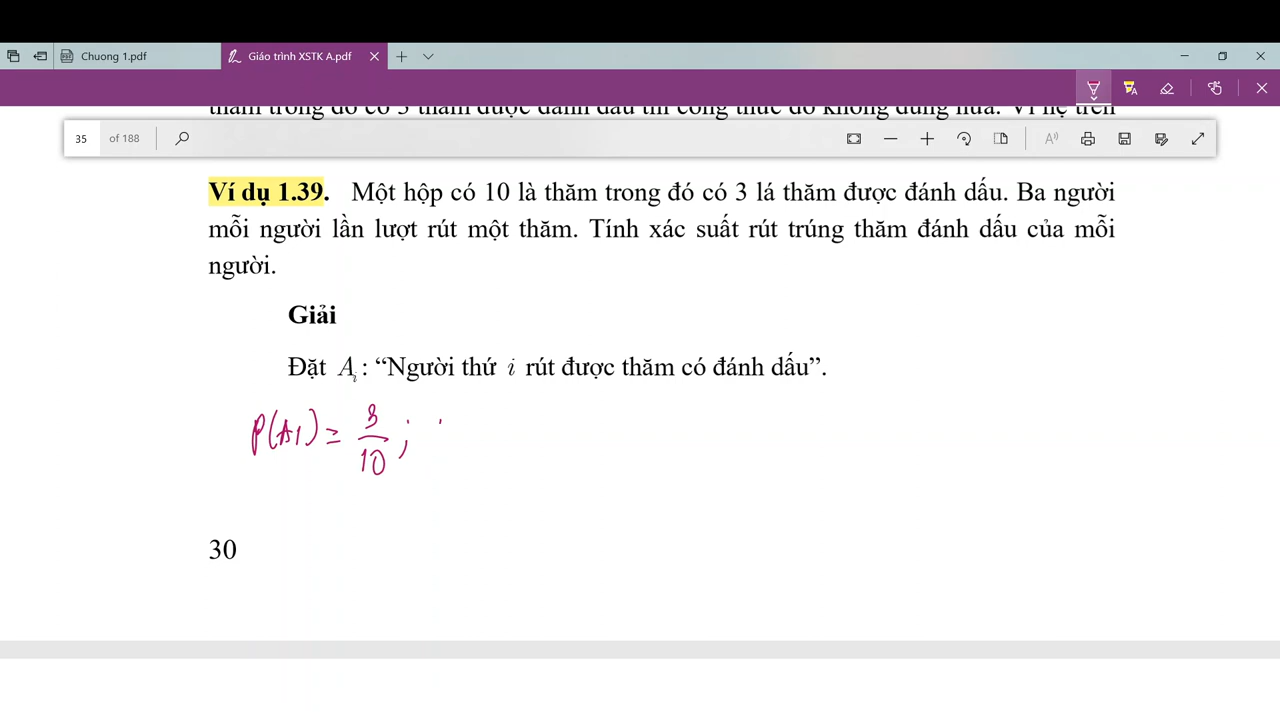 Chuong 1.pdf
Giáo trình XSTK A.pdf
35 of 188
Ví dụ 1.39. Một hộp có 10 là thăm trong đó có 3 lá thăm được đánh dấu. Ba người
mỗi người lần lượt rút một thăm. Tính xác suất rút trúng thăm đánh dấu của mỗi
người.
Giải
Đặt A_i : “Người thứ i rút được thăm có đánh dấu”.
P(A1) = 3/10 ;
30